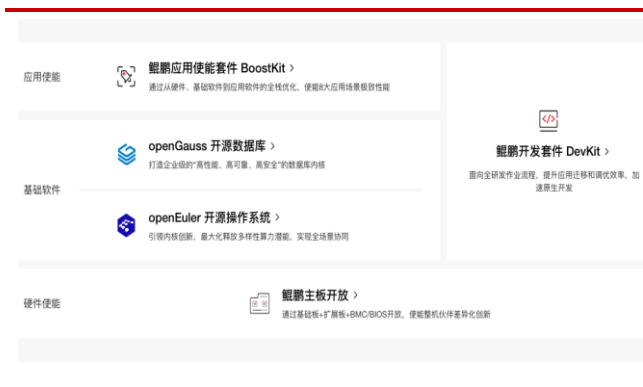 应用使能
鲲鹏应用使能套件 BoostKit >
通过从硬件、基础软件到应用软件的全栈优化，使能8大应用场景极致性能
基础软件
openGauss 开源数据库 >
打造企业级的“高性能、高可靠、高安全”的数据库内核
openEuler 开源操作系统 >
引领内核创新，最大化释放多样性算力潜能，实现全场景协同
</>
鲲鹏开发套件 DevKit >
面向全研发作业流程，提升应用迁移和调优效率，加
速原生开发
硬件使能
鲲鹏主板开放 >
通过基础板+扩展板+BMC/BIOS开放，使能整机伙伴差异化创新